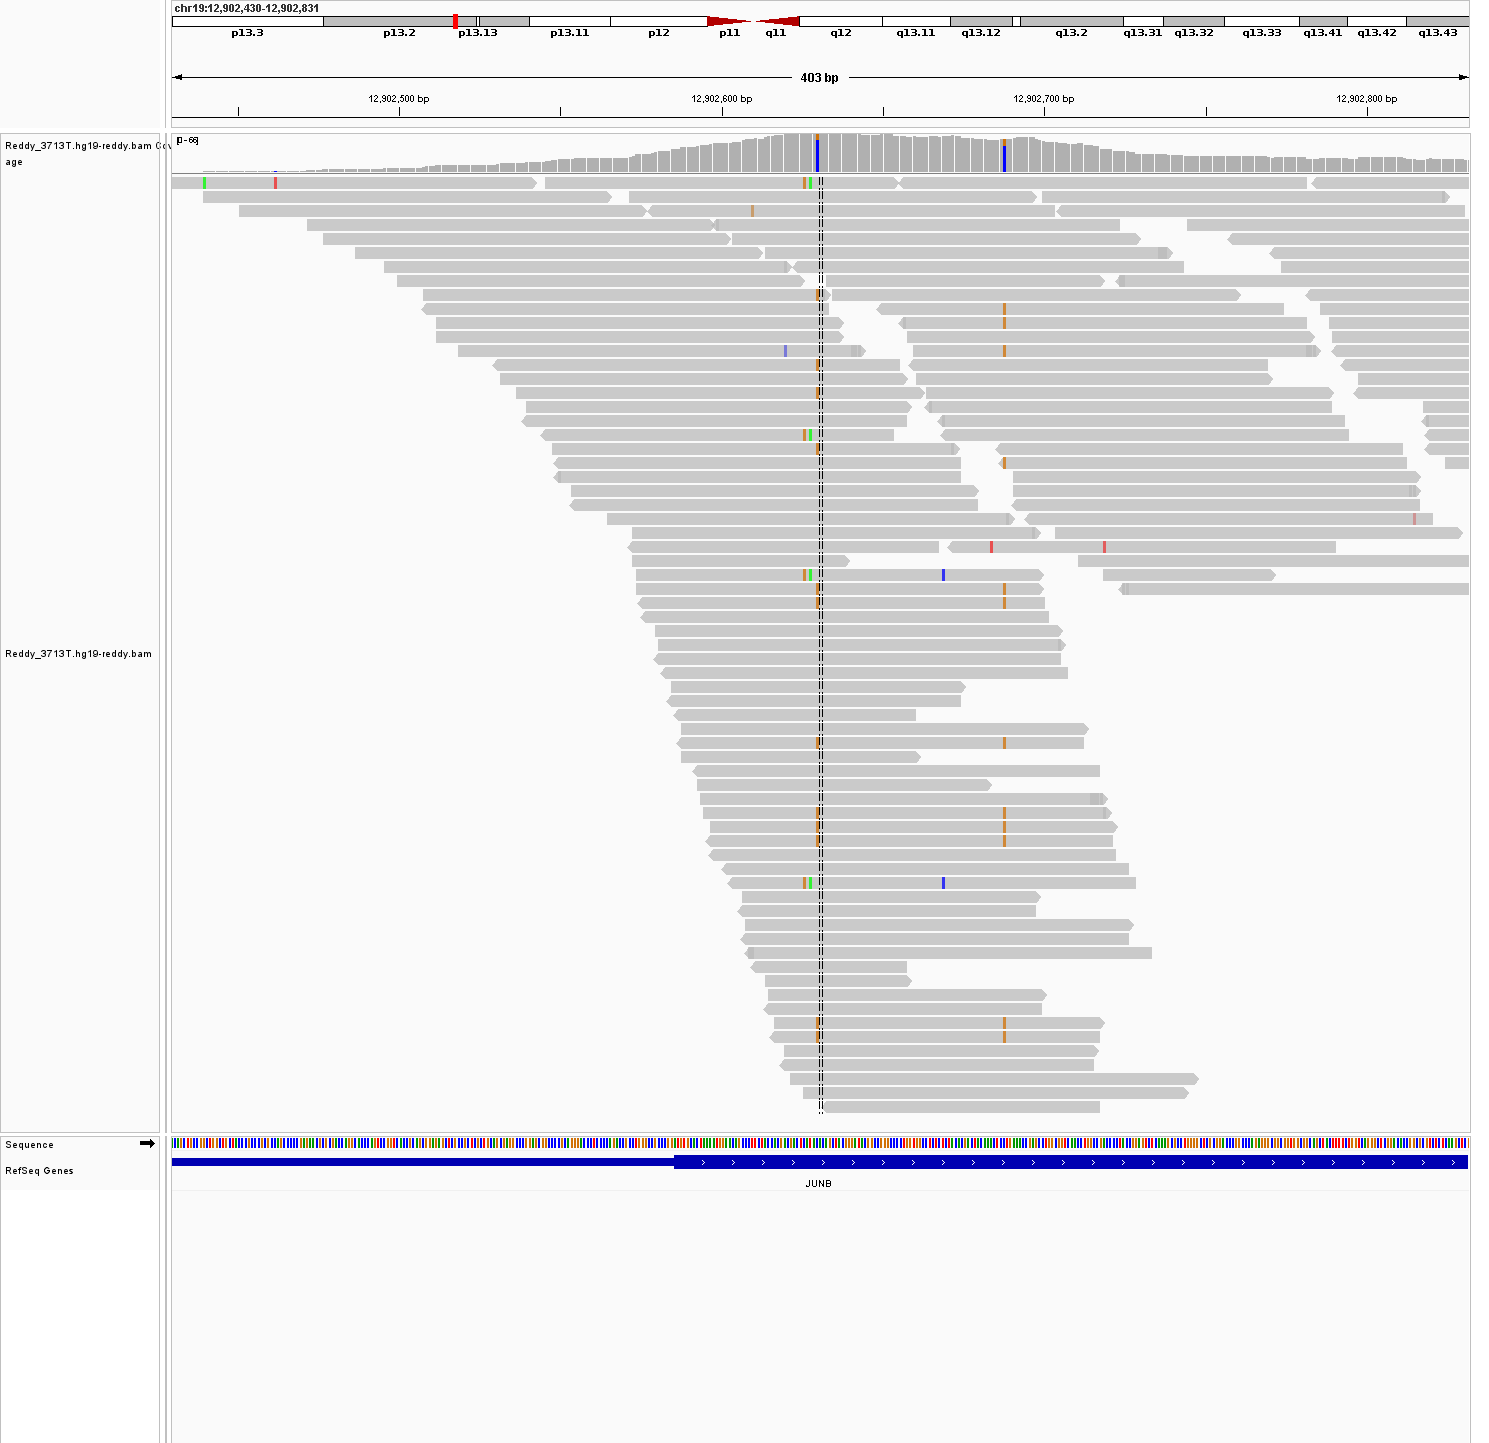 chr19:12,902,430-12,902,831
p13.3 p13.2 p13.13 p13.11 p12 p11 q11 q12 q13.11 q13.12 q13.2 q13.31 q13.32 q13.33 q13.41 q13.42 q13.43
403 bp
12,902,500 bp 12,902,600 bp 12,902,700 bp 12,902,800 bp
Reddy_3713T.hg19-reddy.bam Cov
age
[0-66]
Reddy_3713T.hg19-reddy.bam
Sequence
RefSeq Genes
JUNB